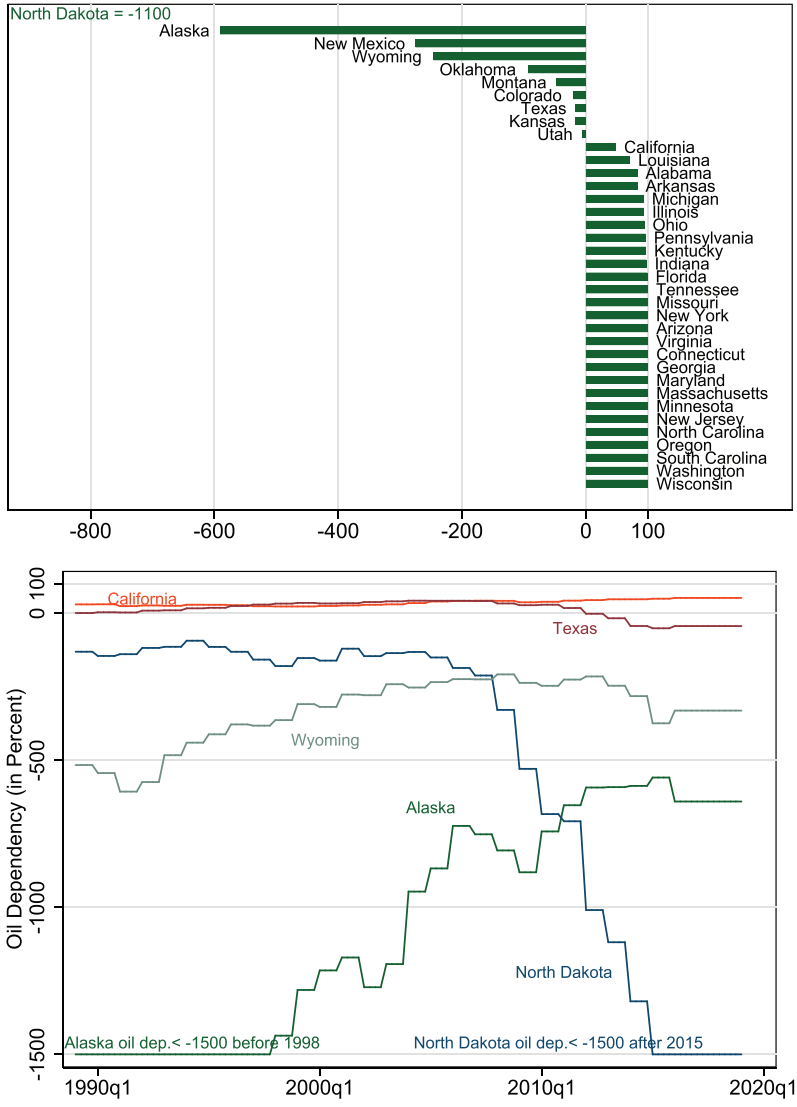 North Dakota = -1100
Alaska
New Mexico
Wyoming
Oklahoma
Montana
Colorado
Texas
Kansas
Utah
California
Louisiana
Alabama
Arkansas
Michigan
Illinois
Ohio
Pennsylvania
Kentucky
Indiana
Florida
Tennessee
Missouri
New York
Arizona
Virginia
Connecticut
Georgia
Maryland
Massachusetts
Minnesota
New Jersey
North Carolina
Oregon
South Carolina
Washington
Wisconsin
-800 -600 -400 -200 0 100
Oil Dependency (in Percent)
100
0
-500
-1000
-1500
California
Texas
Wyoming
Alaska
North Dakota
Alaska oil dep.< -1500 before 1998
North Dakota oil dep.< -1500 after 2015
1990q1 2000q1 2010q1 2020q1